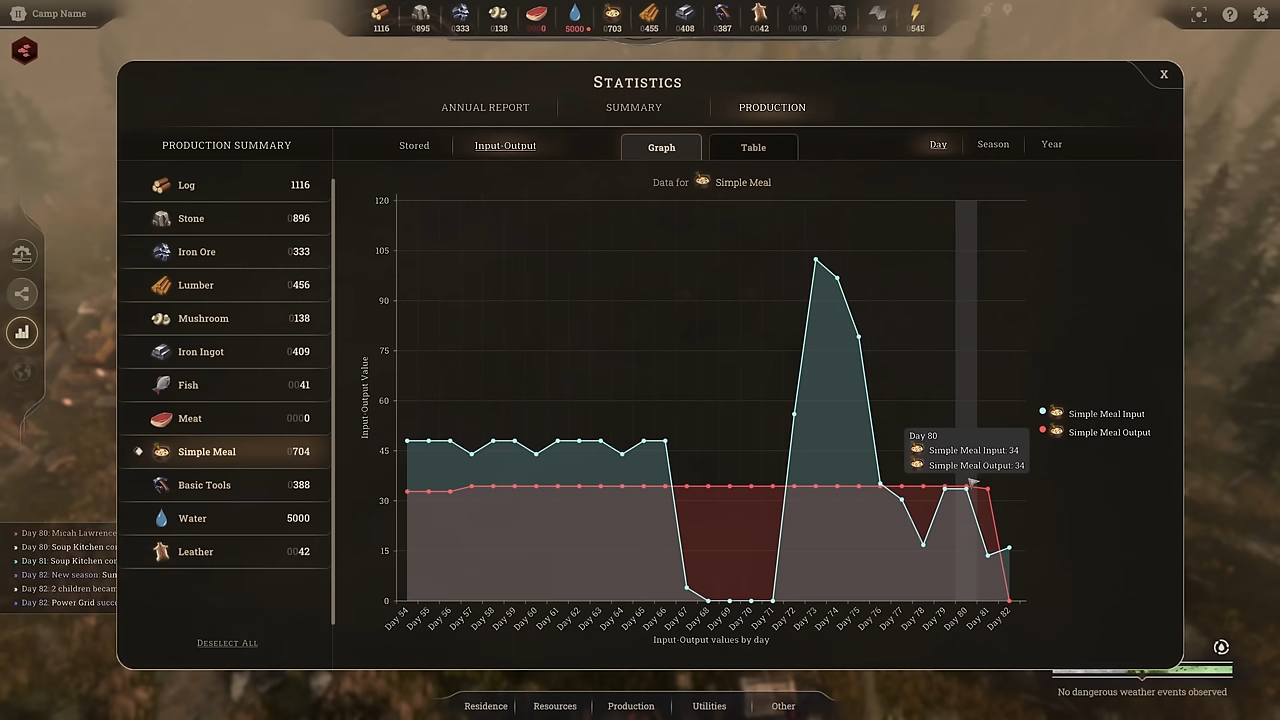 Camp Name
1116 0895 0333 0138 0000 5000 0703 0455 0408 0387 0042 0000 0000 0000 0545
STATISTICS
X
ANNUAL REPORT SUMMARY PRODUCTION
PRODUCTION SUMMARY
Stored Input-Output Graph Table Day Season Year
Data for Simple Meal
Log 1116
Stone 0896
Iron Ore 0333
Lumber 0456
Mushroom 0138
Iron Ingot 0409
Fish 0041
Meat 0000
Simple Meal 0704
Basic Tools 0388
Water 5000
Leather 0042
DESELECT ALL
120
105
90
75
60
45
30
15
0
Input-Output Value
Day 54 Day 55 Day 56 Day 57 Day 58 Day 59 Day 60 Day 61 Day 62 Day 63 Day 64 Day 65 Day 66 Day 67 Day 68 Day 69 Day 70 Day 71 Day 72 Day 73 Day 74 Day 75 Day 76 Day 77 Day 78 Day 79 Day 80 Day 81 Day 82
Input-Output values by day
Day 80
Simple Meal Input: 34
Simple Meal Output: 34
Simple Meal Input
Simple Meal Output
Day 80: Micah Lawrence
Day 80: Soup Kitchen con
Day 81: Soup Kitchen con
Day 82: New season: Sun
Day 82: 2 children becam
Day 82: Power Grid succ
No dangerous weather events observed
Residence Resources Production Utilities Other